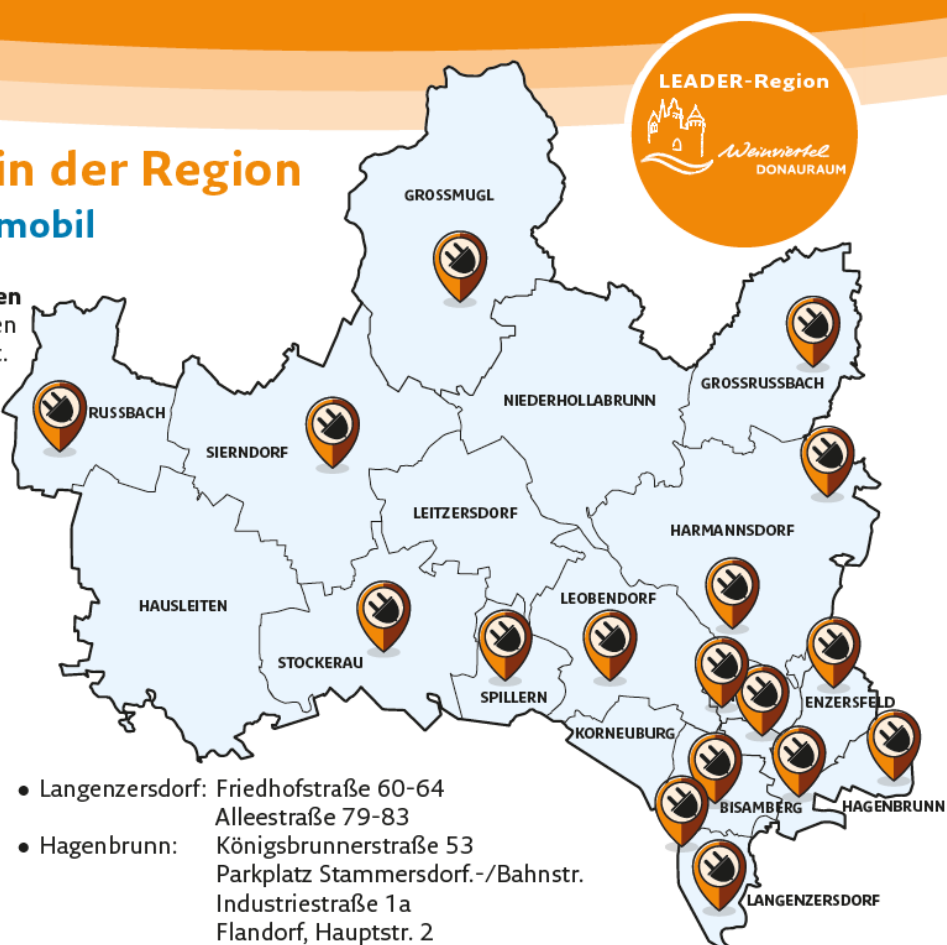 LEADER-Region
Weinviertel
DONAURAUM
in der Region
mobil
en
en
t.
GROSSMUGL
GROSSRUSSBACH
NIEDERHOLLABRUNN
RUSSBACH
SIERNDORF
LEITZERSDORF
HARMANNSDORF
HAUSLEITEN
LEOBENDORF
STOCKERAU
SPILLERN
ENZERSFELD
KORNEUBURG
BISAMBERG
HAGENBRUNN
LANGENZERSDORF
• Langenzersdorf: Friedhofstraße 60-64
Alleestraße 79-83
• Hagenbrunn: Königsbrunnerstraße 53
Parkplatz Stammersdorf.-/Bahnstr.
Industriestraße 1a
Flandorf, Hauptstr. 2